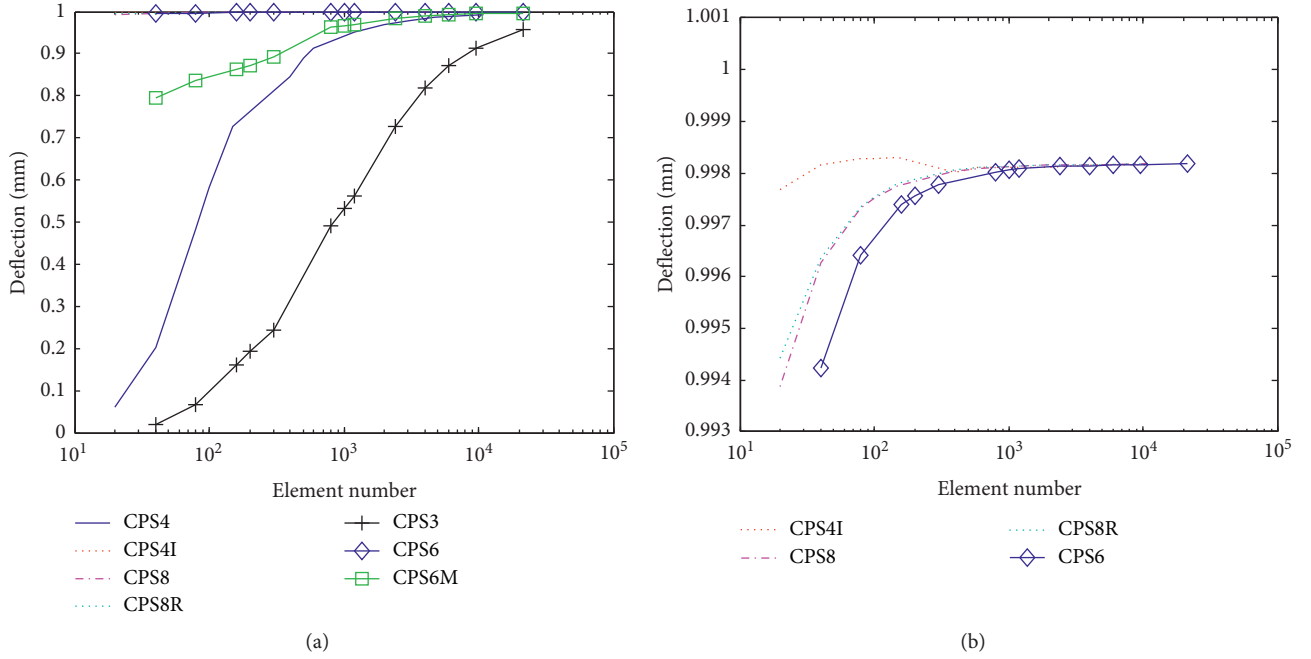 1
0.9
0.8
0.7
0.6
0.5
0.4
0.3
0.2
0.1
0
Deflection (mm)
10^1 10^2 10^3 10^4 10^5
Element number
CPS4
CPS4I
CPS8
CPS8R
CPS3
CPS6
CPS6M
(a)
1.001
1
0.999
0.998
0.997
0.996
0.995
0.994
0.993
Deflection (mn)
10^1 10^2 10^3 10^4 10^5
Element number
CPS4I
CPS8
CPS8R
CPS6
(b)